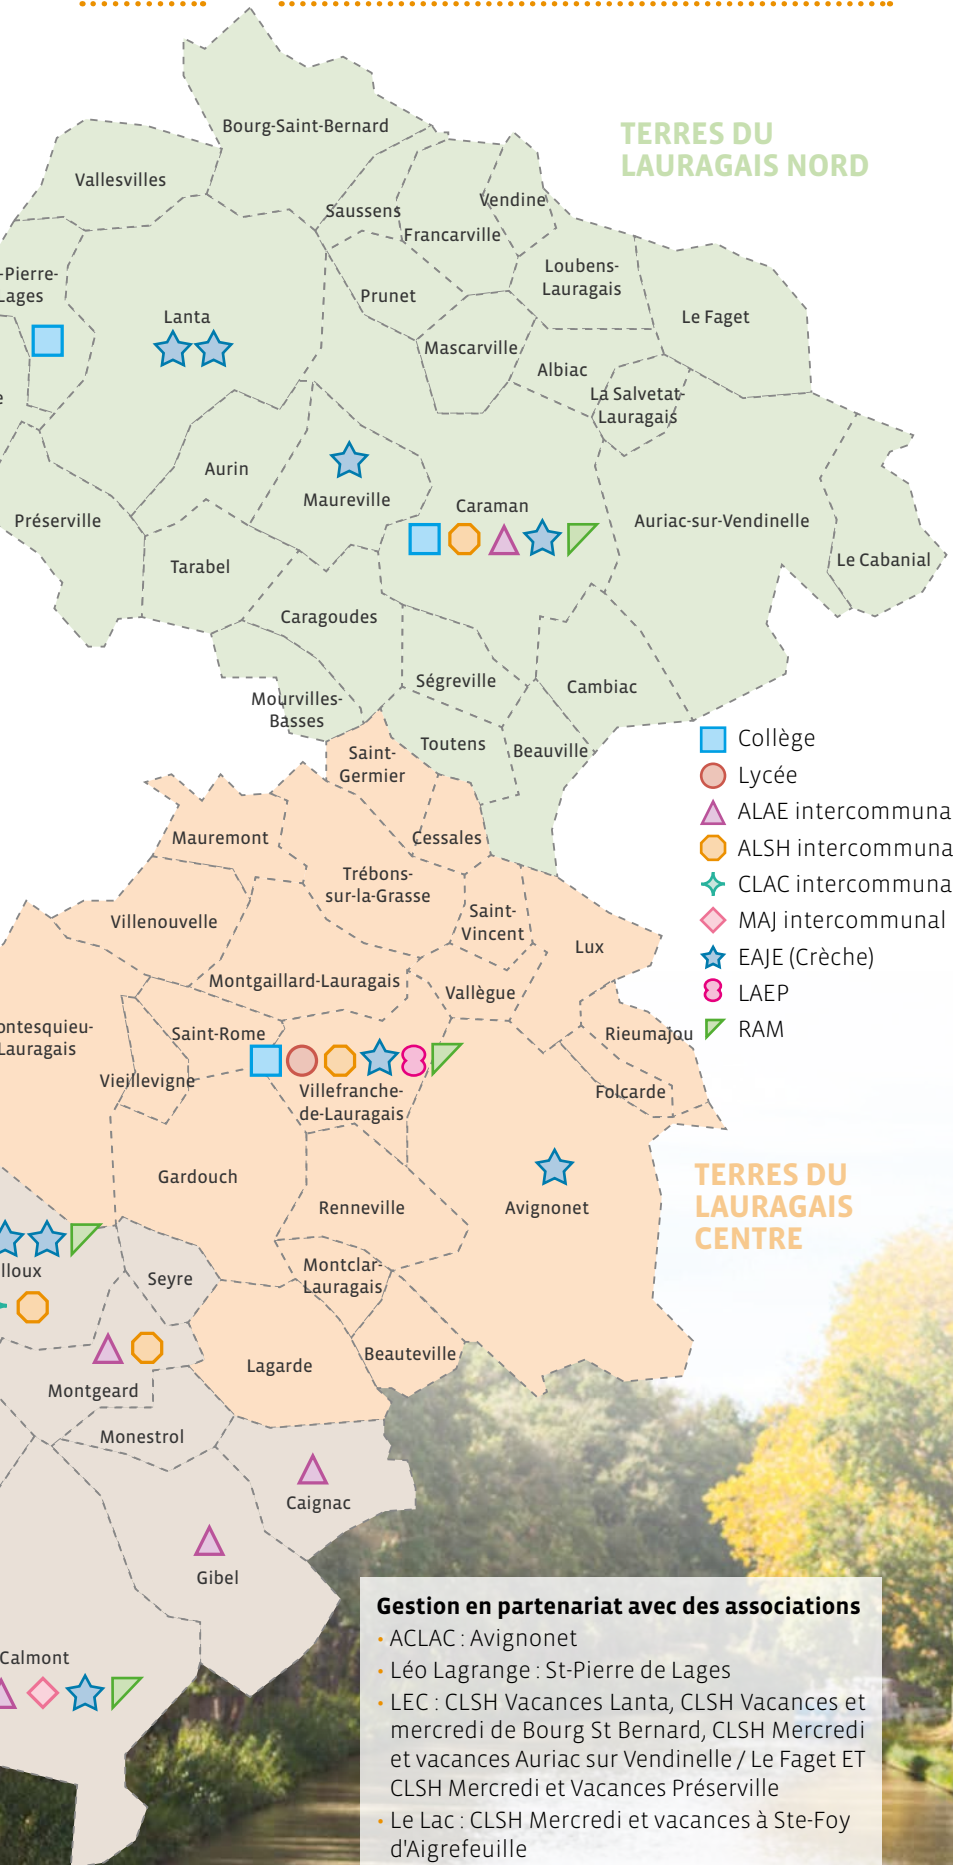 TERRES DU
LAURAGAIS NORD
Bourg-Saint-Bernard
Vallesvilles
Saussens
Vendine
Francarville
-Pierre-
Lages
Prunet
Loubens-
Lauragais
Le Faget
Lanta
Mascarville
Albiac
La Salvetat-
Lauragais
e
Aurin
Maureville
Caraman
Préserville
Auriac-sur-Vendinelle
Tarabel
Le Cabanial
Caragoudes
Mourvilles-
Basses
Ségreville
Cambiac
Toutens
Beauville
Saint-
Germier
Collège
Lycée
ALAE intercommuna
ALSH intercommuna
CLAC intercommuna
MAJ intercommunal
EAJE (Crèche)
LAEP
RAM
Mauremont
Cessales
Trébons-
sur-la-Grasse
Villenouvelle
Saint-
Vincent
Lux
Montgaillard-Lauragais
Vallègue
ontesquieu-
Lauragais
Saint-Rome
Rieumajou
Vieillevigne
Villefranche-
de-Lauragais
Folcarde
Gardouch
Renneville
Avignonet
TERRES DU
LAURAGAIS
CENTRE
lloux
Seyre
Montclar-
Lauragais
Lagarde
Beauteville
Montgeard
Monestrol
Caignac
Gibel
Calmont
Gestion en partenariat avec des associations
• ACLAC : Avignonet
• Léo Lagrange : St-Pierre de Lages
• LEC : CLSH Vacances Lanta, CLSH Vacances et
mercredi de Bourg St Bernard, CLSH Mercredi
et vacances Auriac sur Vendinelle / Le Faget ET
CLSH Mercredi et Vacances Préserville
• Le Lac : CLSH Mercredi et vacances à Ste-Foy
d'Aigrefeuille